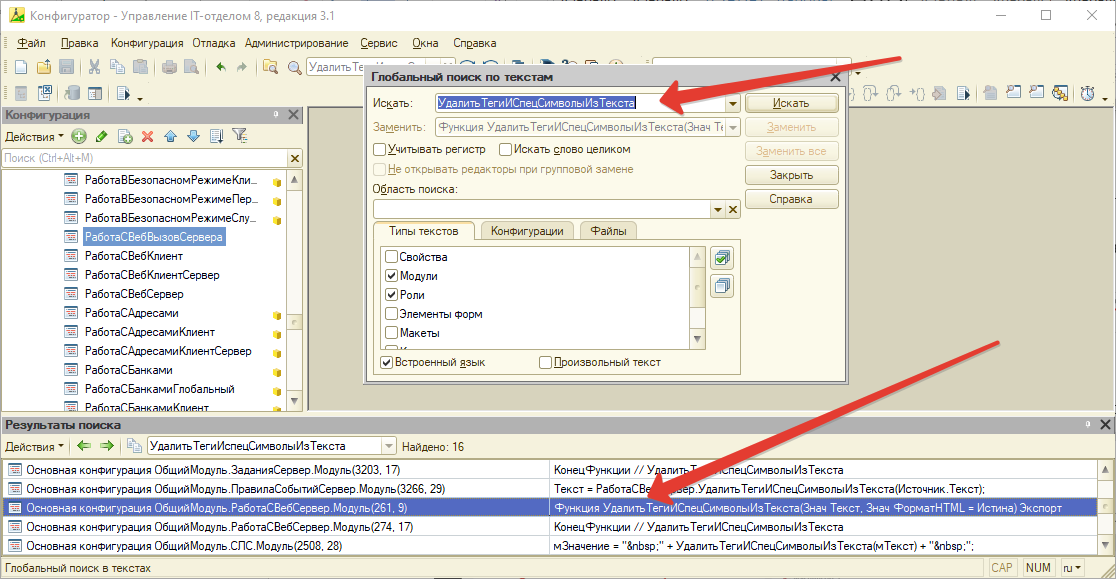 Конфигуратор - Управление IT-отделом 8, редакция 3.1
Файл Правка Конфигурация Отладка Администрирование Сервис Окна Справка
УдалитьТеги
Конфигурация
Действия
Поиск (Ctrl+Alt+M)
РаботаВБезопасномРежимеКли...
РаботаВБезопасномРежимеПер...
РаботаВБезопасномРежимеСлу...
РаботаСВебВызовСервера
РаботаСВебКлиент
РаботаСВебКлиентСервер
РаботаСВебСервер
РаботаСАдресами
РаботаСАдресамиКлиент
РаботаСАдресамиКлиентСервер
РаботаСБанками
РаботаСБанкамиГлобальный
РаботаСБанкамиКлиент
Глобальный поиск по текстам
Искать: УдалитьТегиИСпецСимволыИзТекста Искать
Заменить: Функция УдалитьТегиИСпецСимволыИзТекста(Знач Те Заменить
Учитывать регистр Искать слово целиком Заменить все
Не открывать редакторы при групповой замене Закрыть
Область поиска: Справка
Типы текстов Конфигурации Файлы
Свойства
Модули
Роли
Элементы форм
Макеты
Встроенный язык Произвольный текст
Результаты поиска
Действия УдалитьТегиИспецСимволыИзТекста Найдено: 16
Основная конфигурация ОбщийМодуль.ЗаданияСервер.Модуль(3203, 17) КонецФункции // УдалитьТегиИСпецСимволыИзТекста
Основная конфигурация ОбщийМодуль.ПравилаСобытийСервер.Модуль(3266, 29) Текст = РаботаСВебСервер.УдалитьТегиИСпецСимволыИзТекста(Источник.Текст);
Основная конфигурация ОбщийМодуль.РаботаСВебСервер.Модуль(261, 9) Функция УдалитьТегиИСпецСимволыИзТекста(Знач Текст, Знач ФорматHTML = Истина) Экспорт
Основная конфигурация ОбщийМодуль.РаботаСВебСервер.Модуль(274, 17) КонецФункции // УдалитьТегиИСпецСимволыИзТекста
Основная конфигурация ОбщийМодуль.СПС.Модуль(2508, 28) мЗначение = "&nbsp;" + УдалитьТегиИСпецСимволыИзТекста(мТекст) + "&nbsp;";
Глобальный поиск в текстах CAP NUM ru